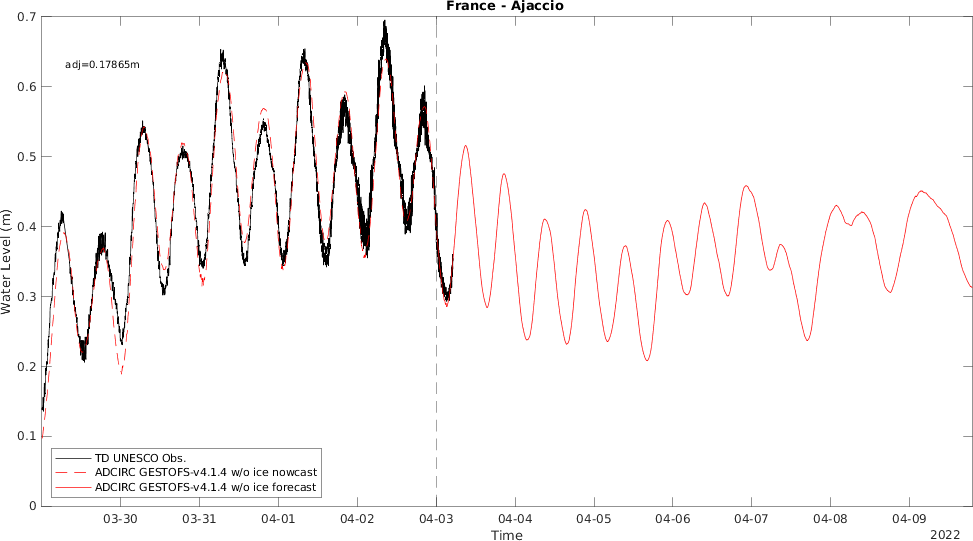 France - Ajaccio
adj=0.17865m
0.7
0.6
0.5
0.4
0.3
0.2
0.1
0
Water Level (m)
TD UNESCO Obs.
ADCIRC GESTOFS-v4.1.4 w/o ice nowcast
ADCIRC GESTOFS-v4.1.4 w/o ice forecast
03-30 03-31 04-01 04-02 04-03 04-04 04-05 04-06 04-07 04-08 04-09
Time
2022